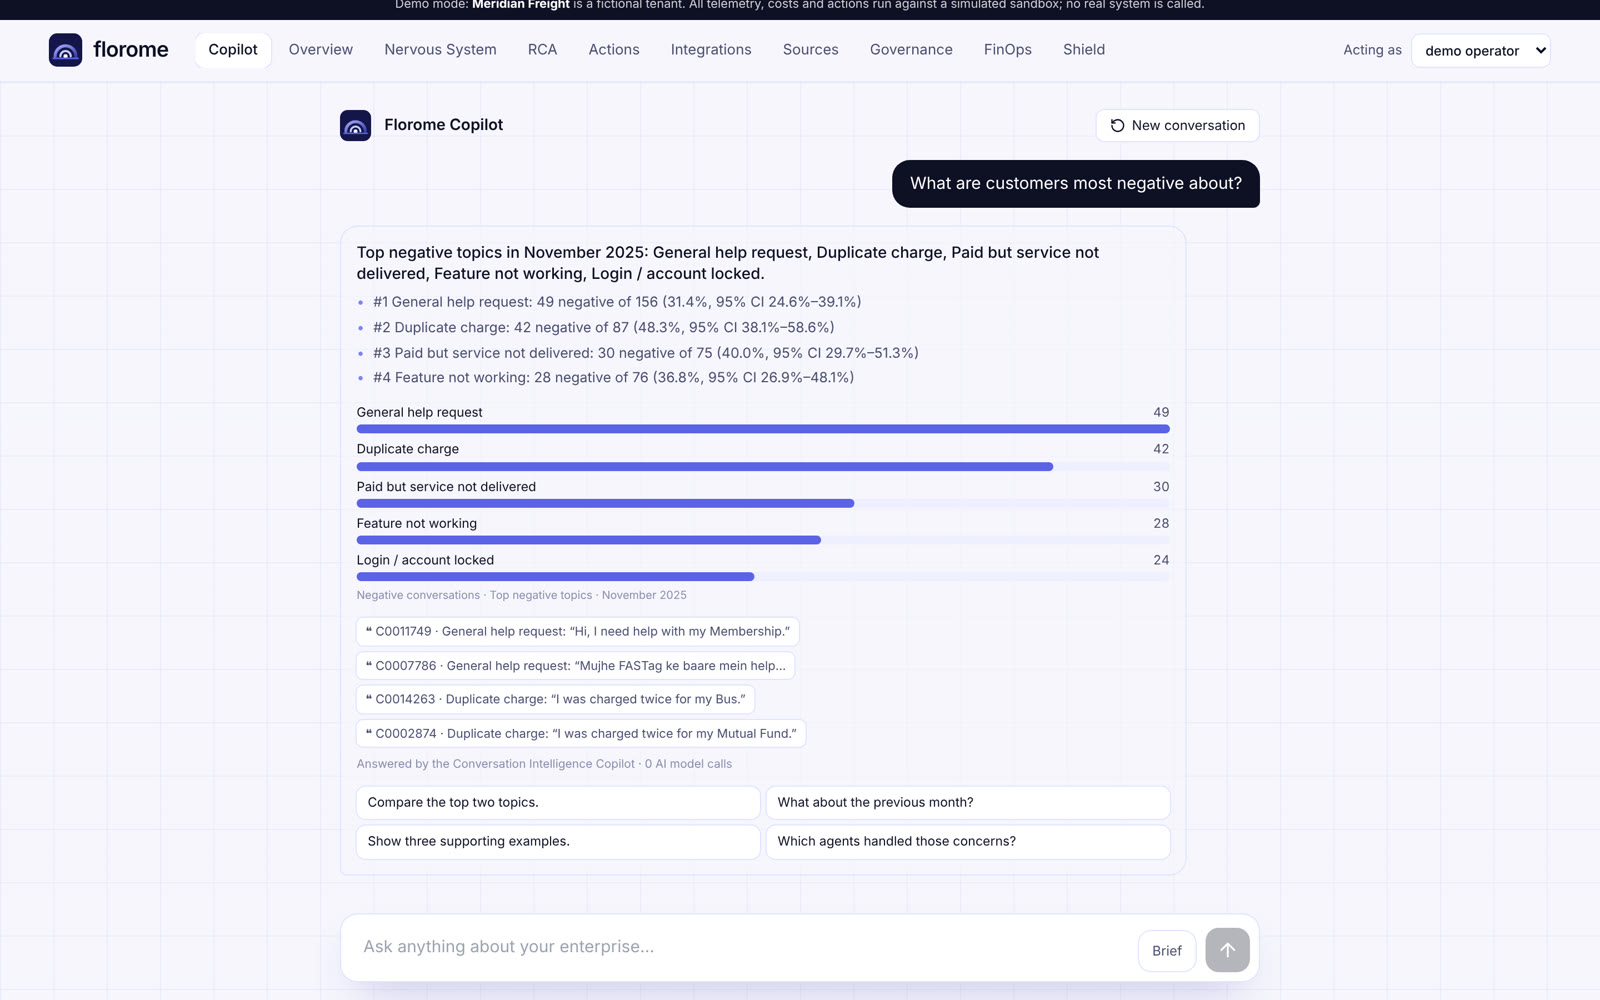 Demo mode: Meridian Freight is a fictional tenant. All telemetry, costs and actions run against a simulated sandbox; no real system is called.
florome
Copilot
Overview
Nervous System
RCA
Actions
Integrations
Sources
Governance
FinOps
Shield
Acting as
demo operator
Florome Copilot
New conversation
What are customers most negative about?
Top negative topics in November 2025: General help request, Duplicate charge, Paid but service not
delivered, Feature not working, Login / account locked.
• #1 General help request: 49 negative of 156 (31.4%, 95% CI 24.6%–39.1%)
• #2 Duplicate charge: 42 negative of 87 (48.3%, 95% CI 38.1%–58.6%)
• #3 Paid but service not delivered: 30 negative of 75 (40.0%, 95% CI 29.7%–51.3%)
• #4 Feature not working: 28 negative of 76 (36.8%, 95% CI 26.9%–48.1%)
General help request 49
Duplicate charge 42
Paid but service not delivered 30
Feature not working 28
Login / account locked 24
Negative conversations · Top negative topics · November 2025
❝ C0011749 · General help request: “Hi, I need help with my Membership.”
❝ C0007786 · General help request: “Mujhe FASTag ke baare mein help...
❝ C0014263 · Duplicate charge: “I was charged twice for my Bus.”
❝ C0002874 · Duplicate charge: “I was charged twice for my Mutual Fund.”
Answered by the Conversation Intelligence Copilot · 0 AI model calls
Compare the top two topics.
What about the previous month?
Show three supporting examples.
Which agents handled those concerns?
Ask anything about your enterprise...
Brief